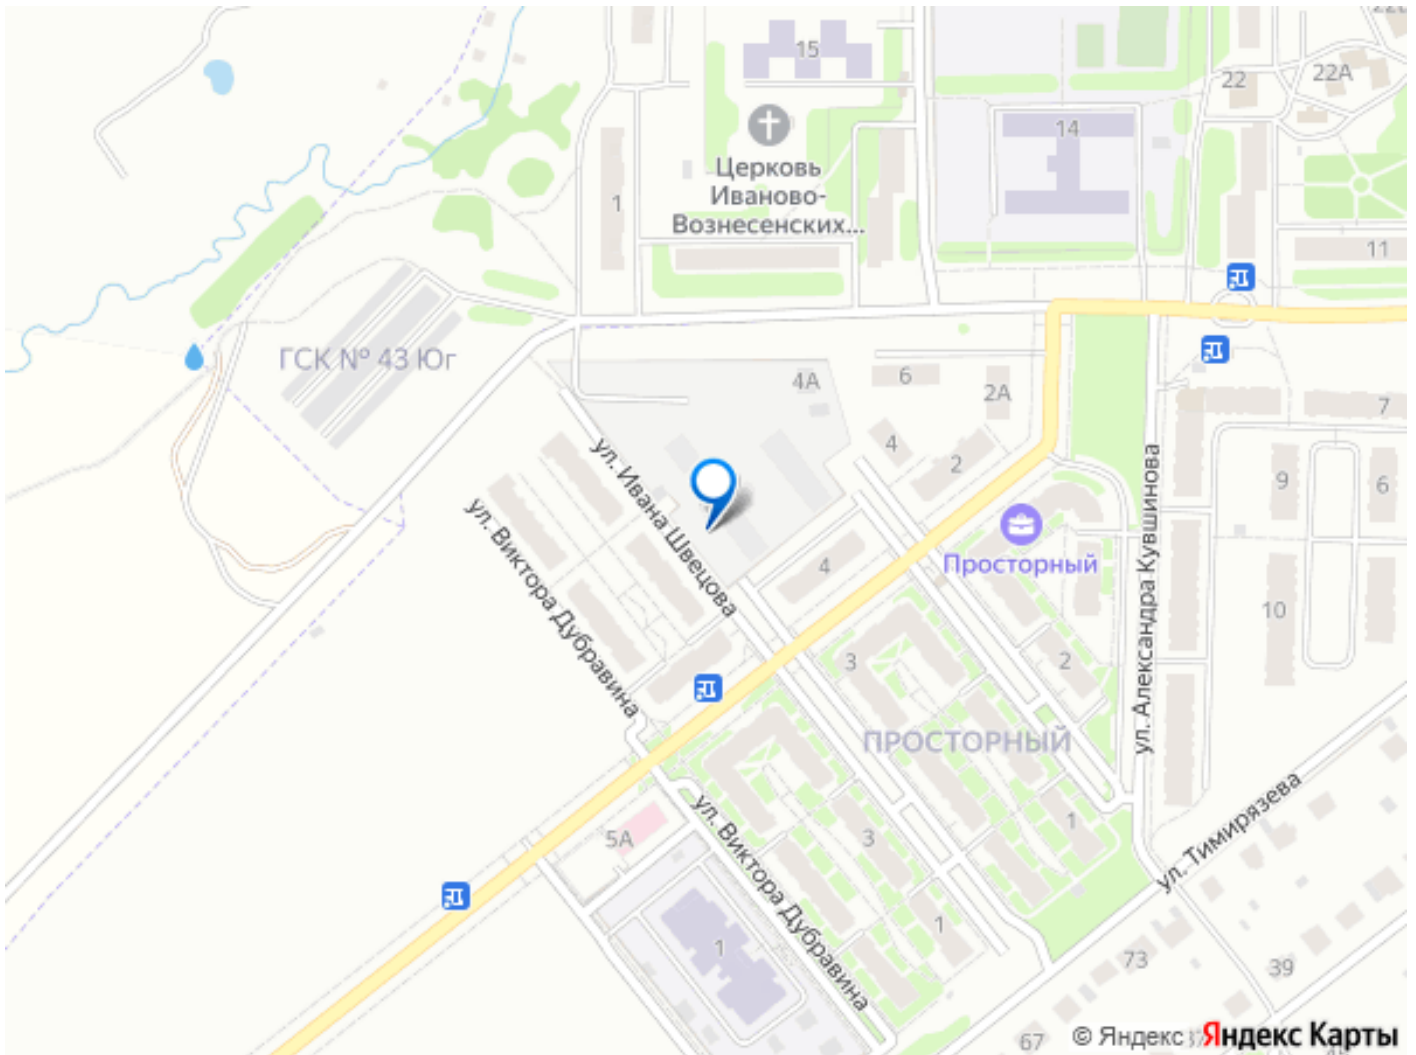 22Б
15
22
22А
14
Церковь
Иваново-
Вознесенских...
1
11
ГСК № 43 Юг
4А
6
2А
7
4
2
ул. Ивана Швецова
ул. Александра Кувшинова
9
6
ул. Виктора Дубравина
Просторный
4
10
3
2
ПРОСТОРНЫЙ
ул. Тимирязева
5А
ул. Виктора Дубравина
3
1
1
1
73
39
67
© Яндекс
Яндекс Карты